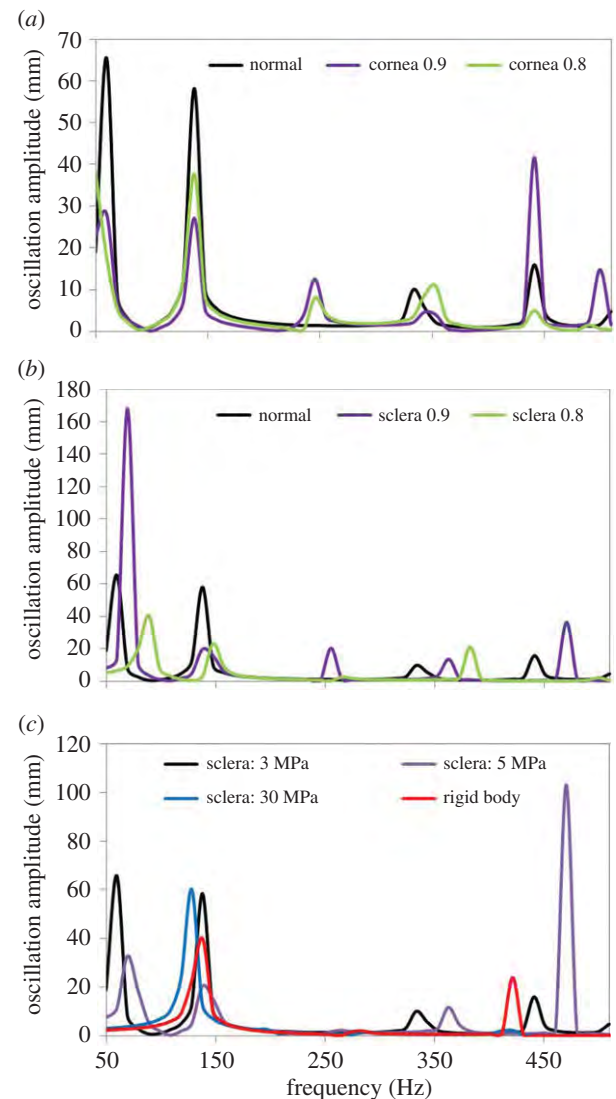 (a)
70
60
50
40
30
20
10
0
oscillation amplitude (mm)
normal cornea 0.9 cornea 0.8
(b)
180
160
140
120
100
80
60
40
20
0
oscillation amplitude (mm)
normal sclera 0.9 sclera 0.8
(c)
120
100
80
60
40
20
0
oscillation amplitude (mm)
sclera: 3 MPa sclera: 5 MPa
sclera: 30 MPa rigid body
50 150 250 350 450
frequency (Hz)